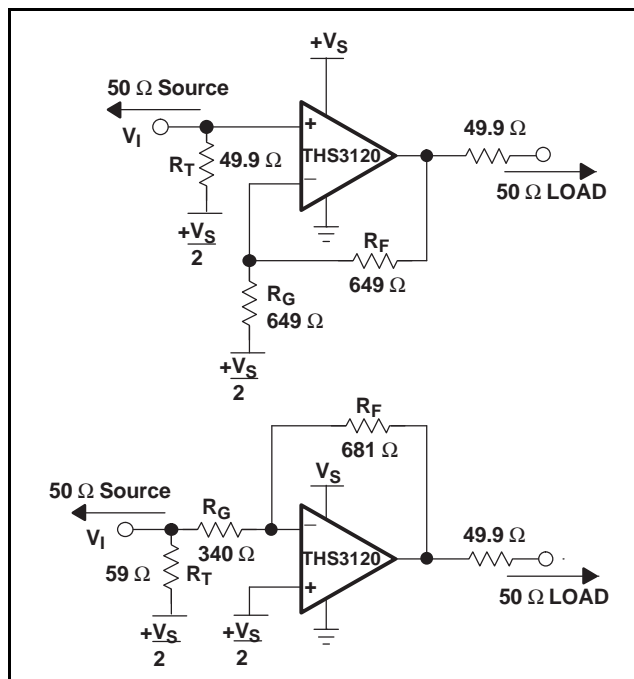 +VS
50 Ω Source
VI
+
THS3120
−
49.9 Ω
RT
49.9 Ω
50 Ω LOAD
+VS
2
RF
649 Ω
RG
649 Ω
+VS
2
RF
681 Ω
50 Ω Source
VS
RG
VI
340 Ω
−
THS3120
+
49.9 Ω
59 Ω
RT
50 Ω LOAD
+VS
2
+VS
2